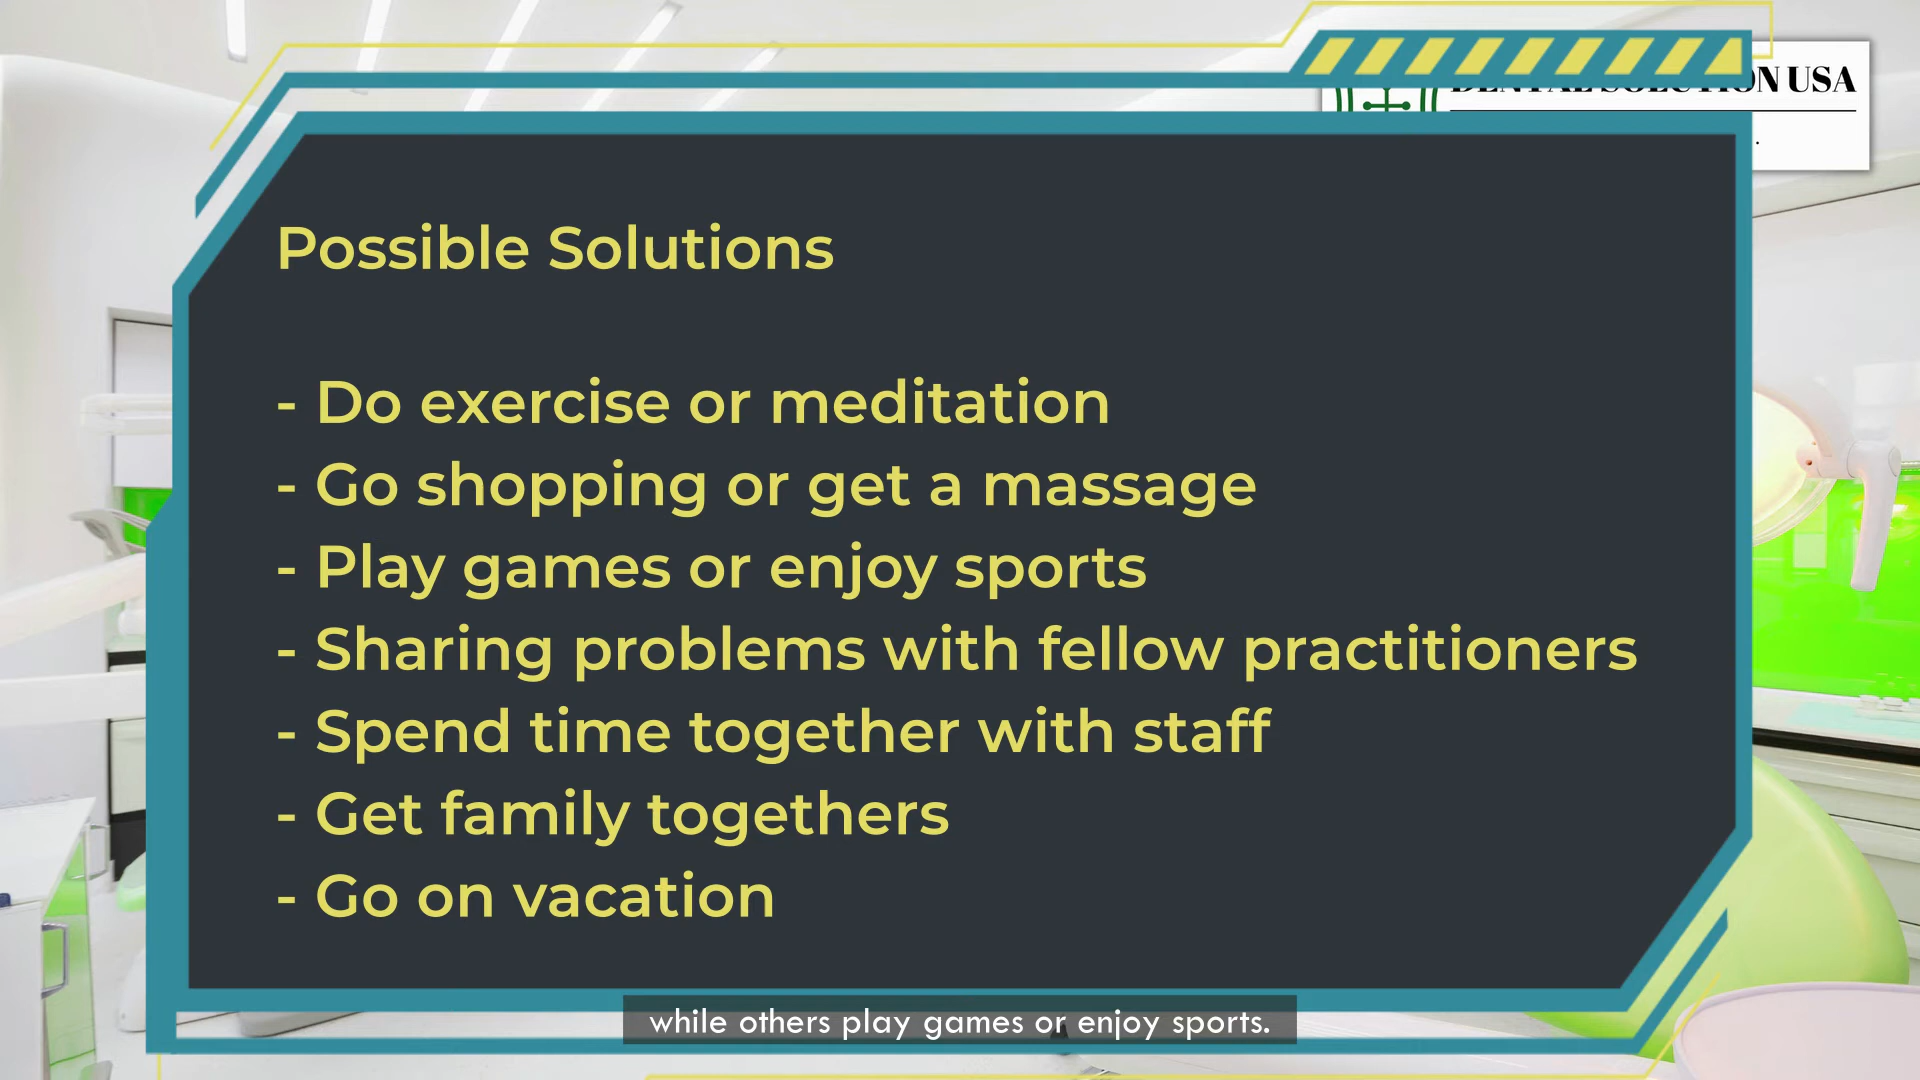 USA
Possible Solutions
- Do exercise or meditation
- Go shopping or get a massage
- Play games or enjoy sports
- Sharing problems with fellow practitioners
- Spend time together with staff
- Get family togethers
- Go on vacation
while others play games or enjoy sports.